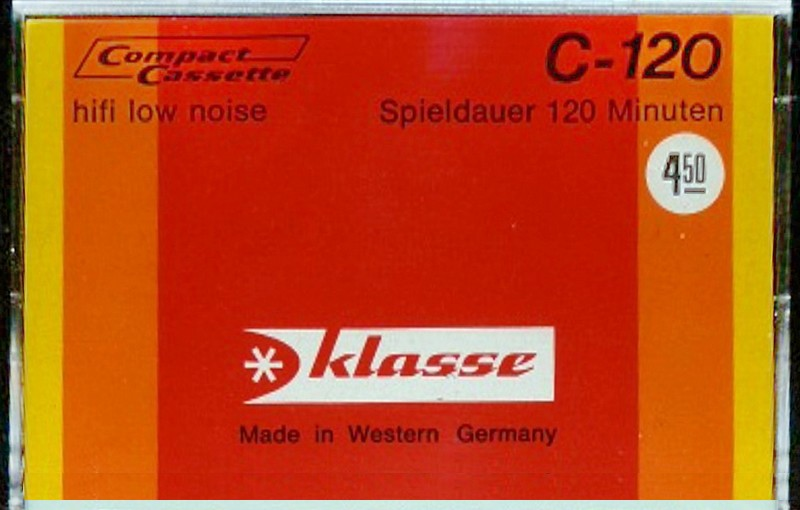 Compact Cassette
C-120
hifi low noise
Spieldauer 120 Minuten
4 50
klasse
Made in Western Germany